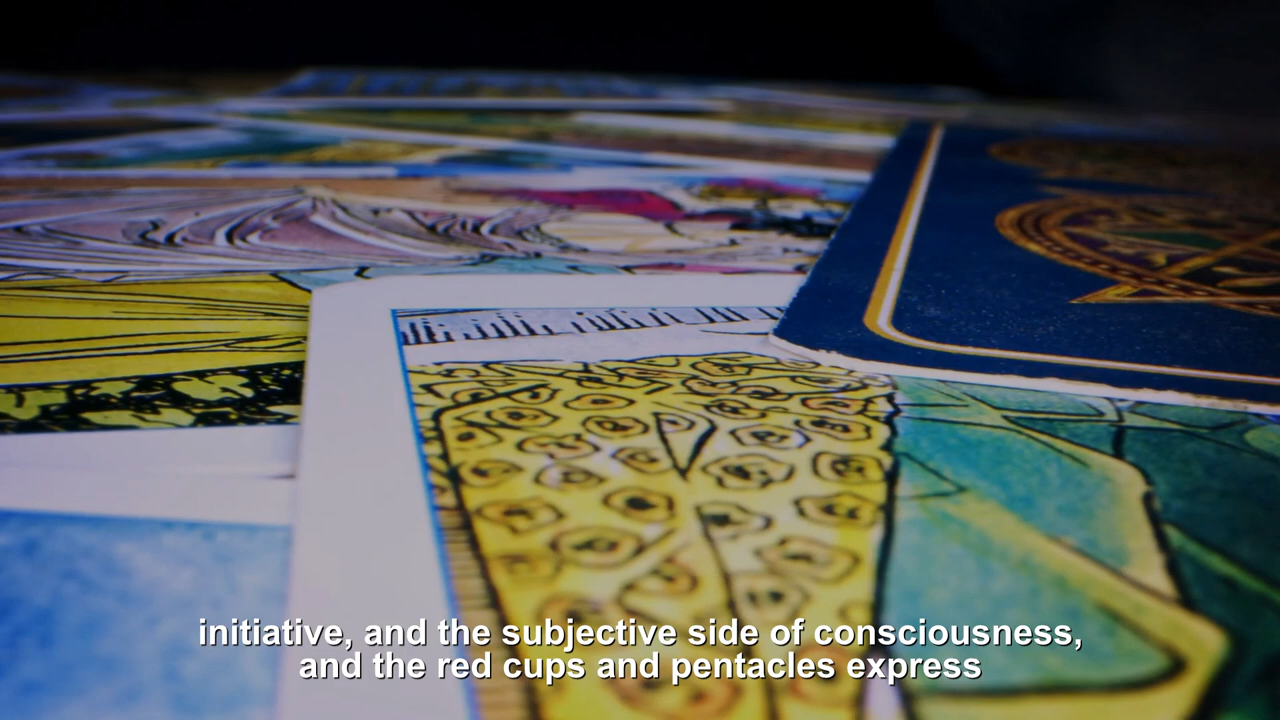 initiative, and the subjective side of consciousness,
and the red cups and pentacles express